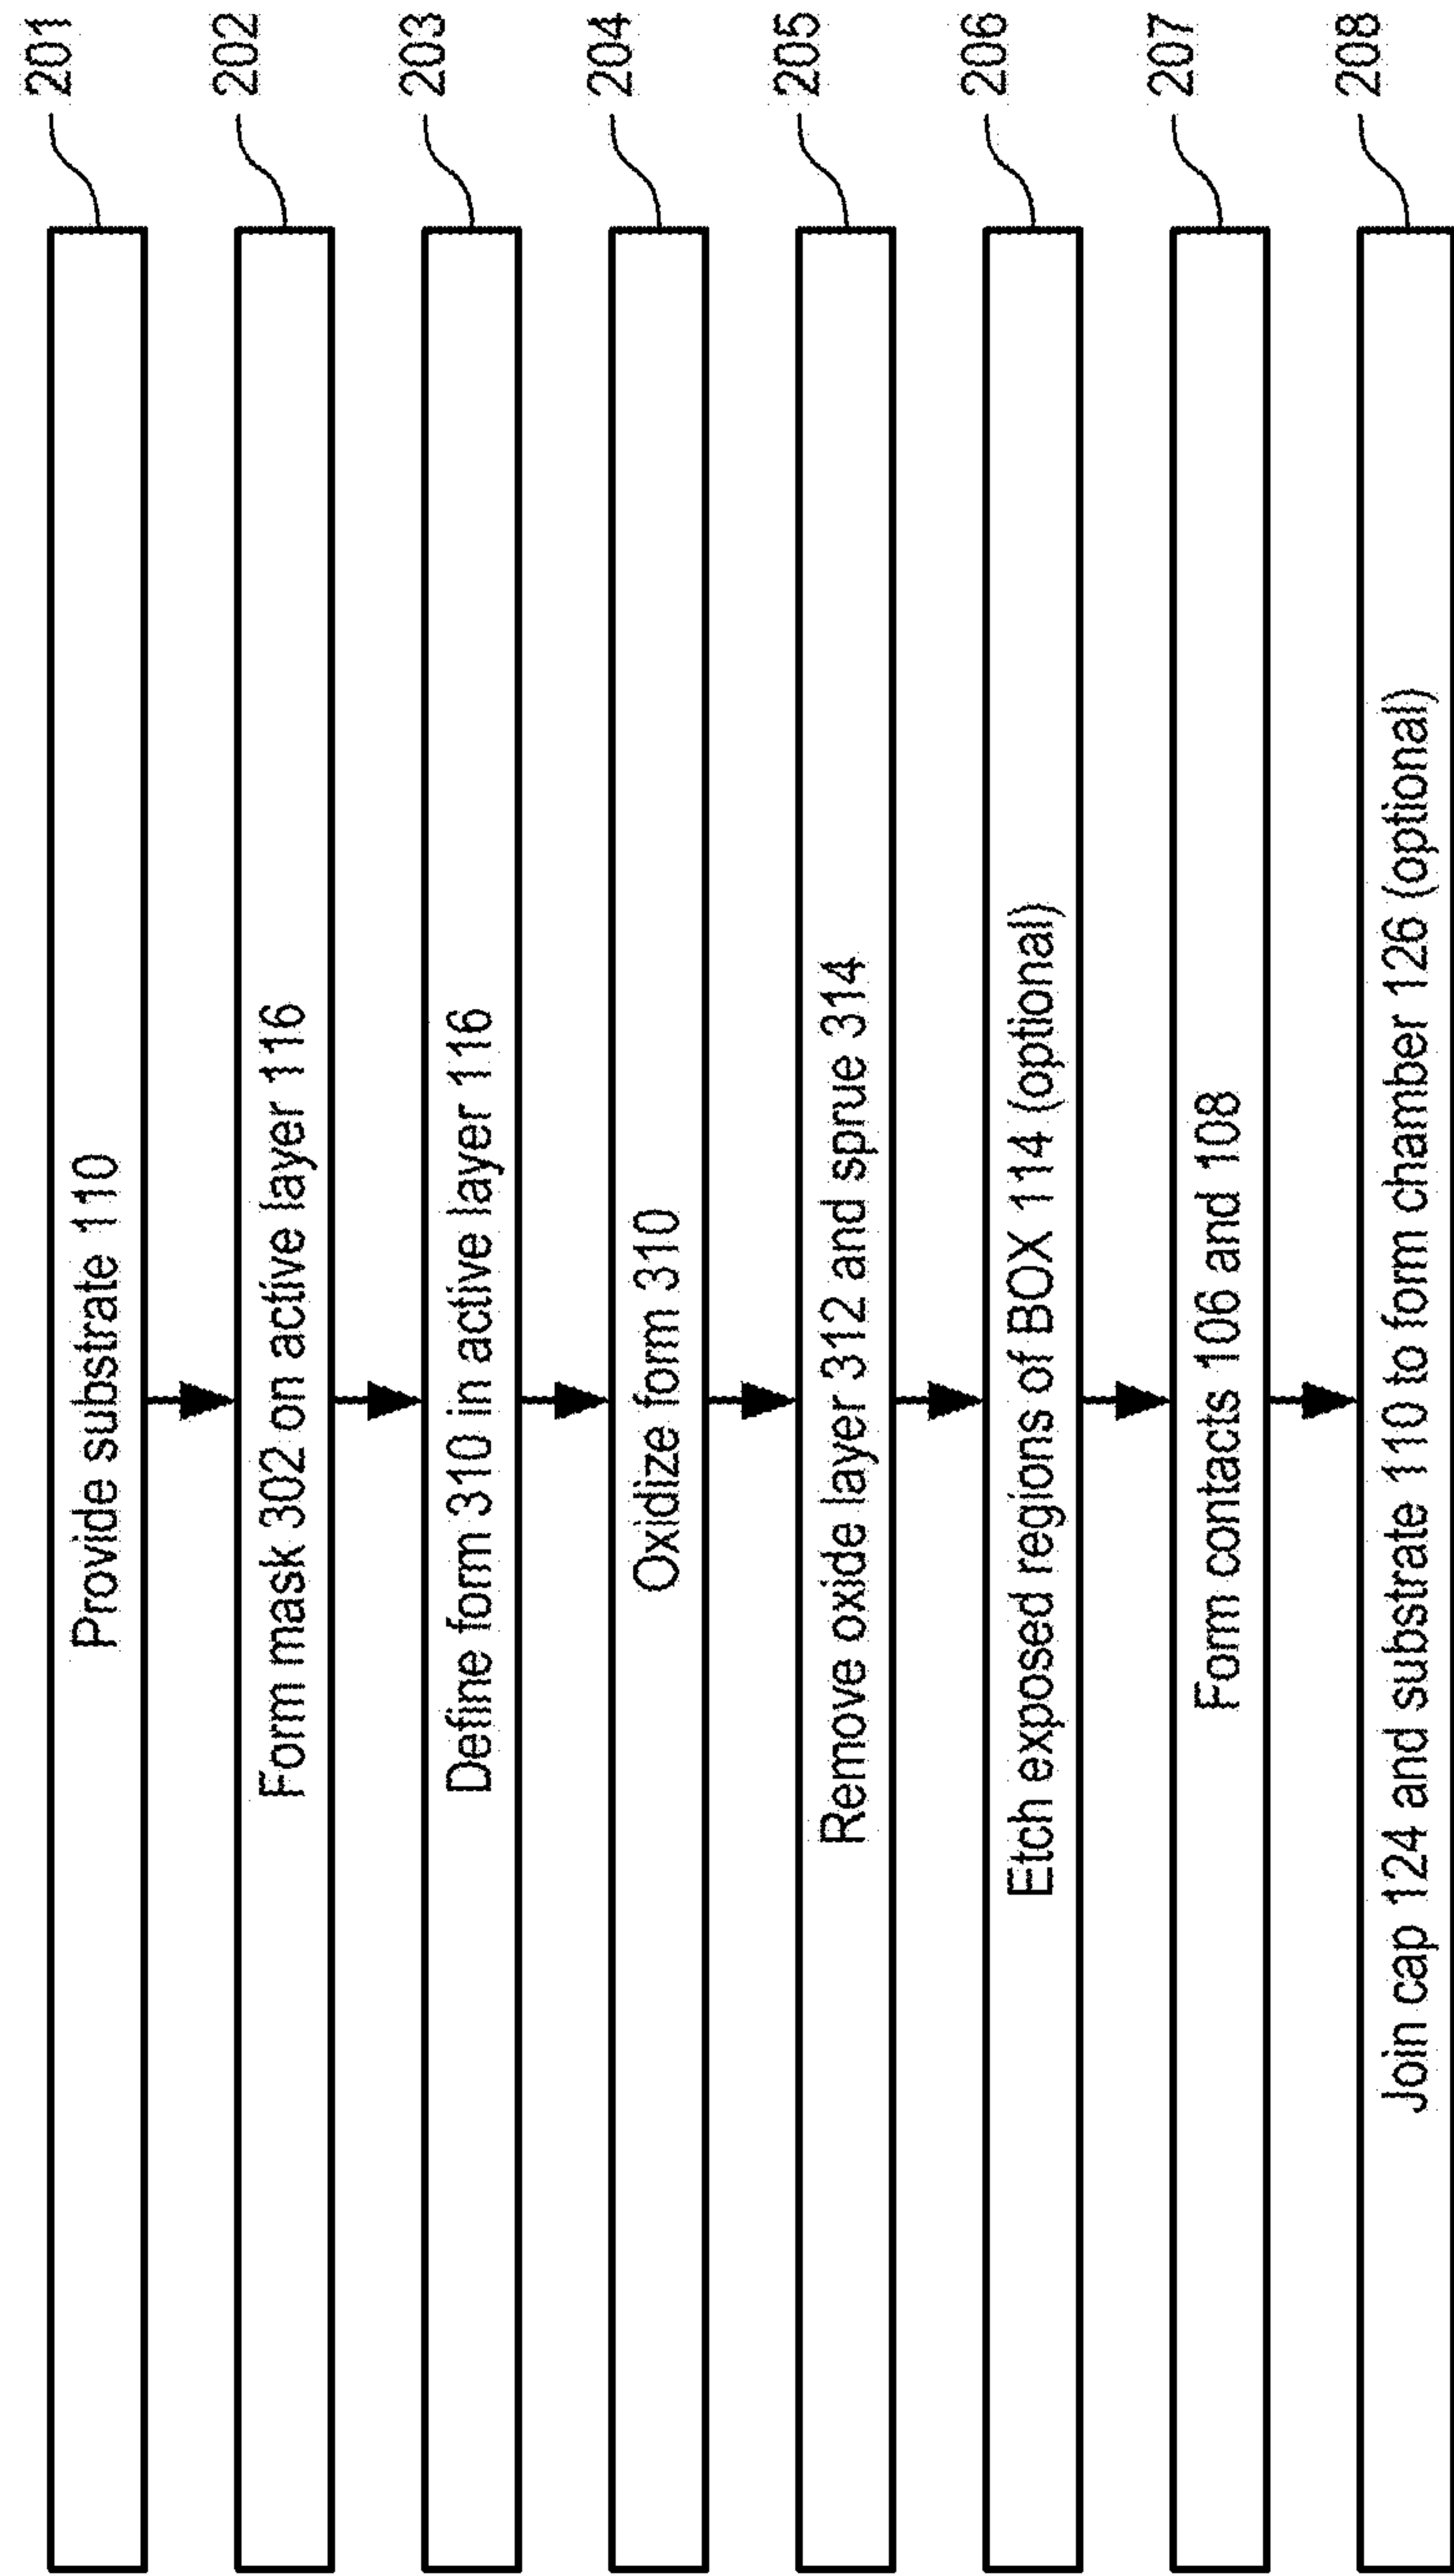 201
Provide substrate 110
202
Form mask 302 on active layer 116
203
Define form 310 in active layer 116
204
Oxidize form 310
205
Remove oxide layer 312 and sprue 314
206
Etch exposed regions of BOX 114 (optional)
207
Form contacts 106 and 108
208
Join cap 124 and substrate 110 to form chamber 126 (optional)